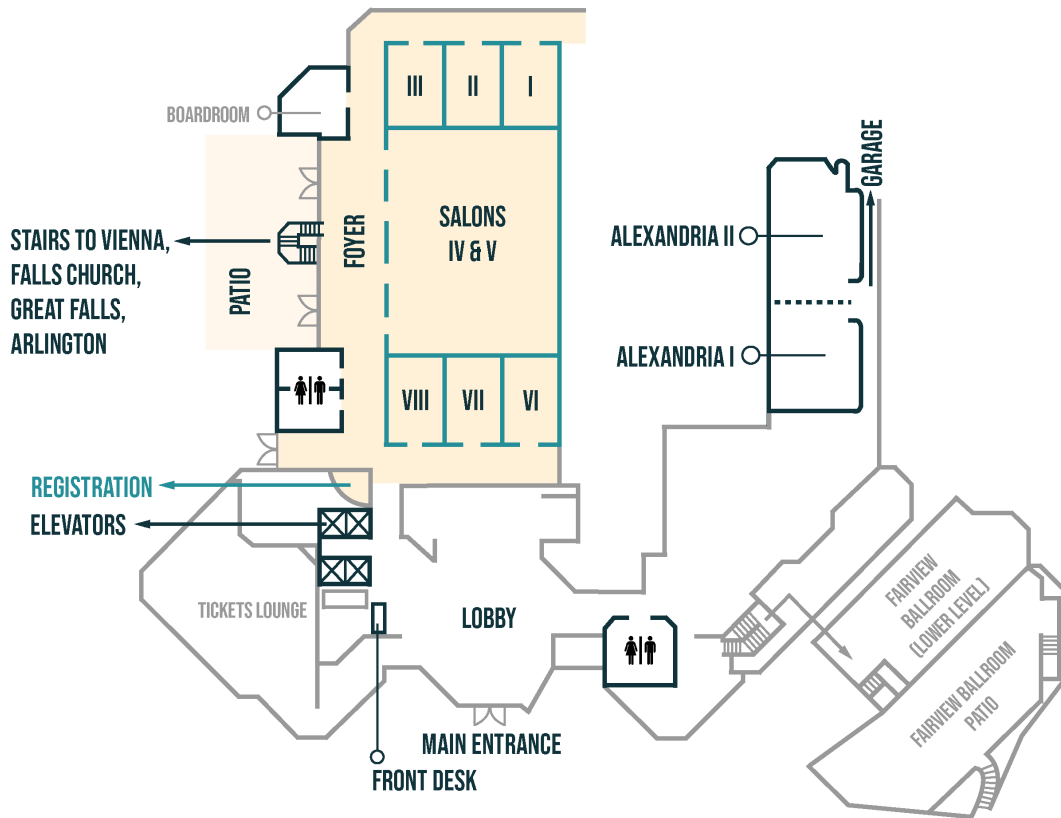 III
II
I
BOARDROOM
GARAGE
SALONS
IV & V
ALEXANDRIA II
FOYER
STAIRS TO VIENNA,
FALLS CHURCH,
GREAT FALLS,
ARLINGTON
PATIO
ALEXANDRIA I
VIII
VII
VI
REGISTRATION
ELEVATORS
TICKETS LOUNGE
LOBBY
FAIRVIEW
BALLROOM
(LOWER LEVEL)
FAIRVIEW BALLROOM
PATIO
MAIN ENTRANCE
FRONT DESK